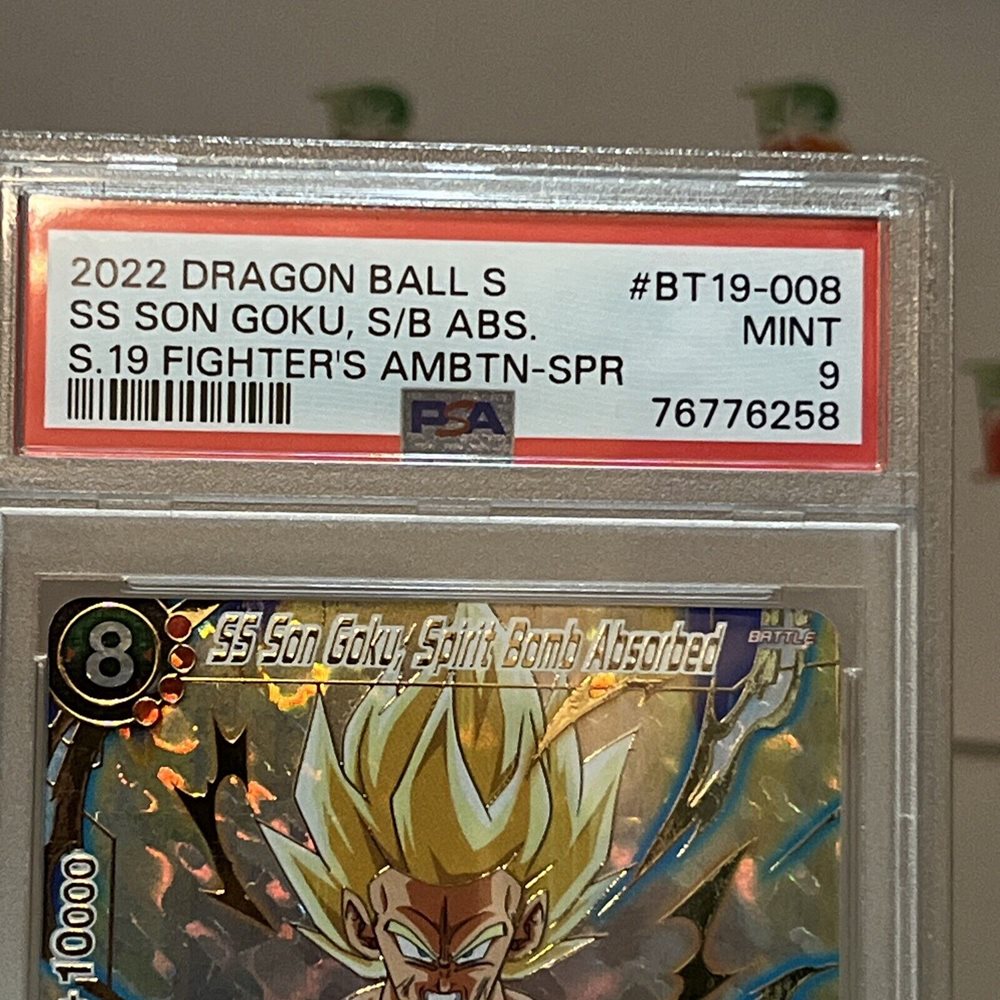 2022 DRAGON BALL S #BT19-008
SS SON GOKU, S/B ABS. MINT
S.19 FIGHTER'S AMBTN-SPR 9
PSA 76776258
8 SS Son Goku, Spirit Bomb Absorbed BATTLE
+10000